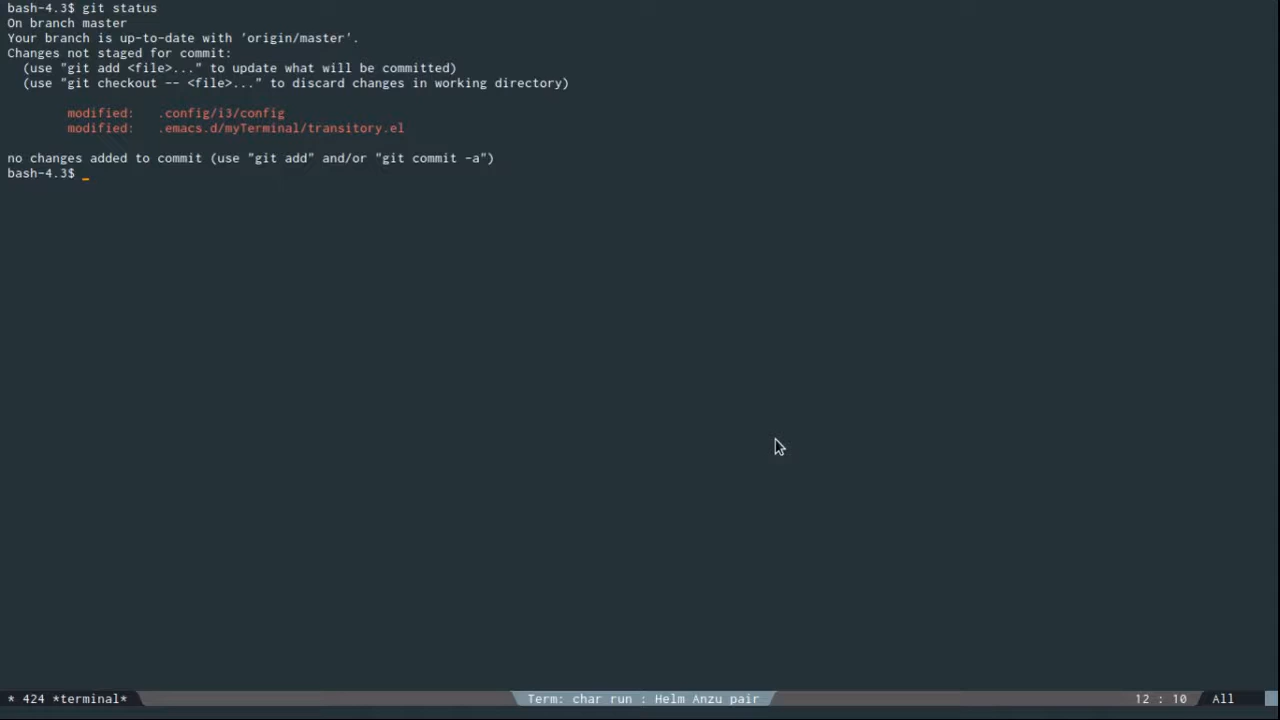 bash-4.3$ git status
On branch master
Your branch is up-to-date with 'origin/master'.
Changes not staged for commit:
  (use "git add <file>..." to update what will be committed)
  (use "git checkout -- <file>..." to discard changes in working directory)
        modified:   .config/i3/config
        modified:   .emacs.d/myTerminal/transitory.el
no changes added to commit (use "git add" and/or "git commit -a")
bash-4.3$ _
* 424 *terminal* Term: char run : Helm Anzu pair 12 : 10 All